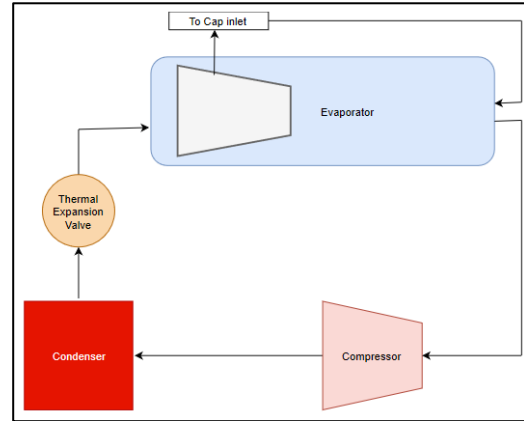 To Cap inlet
Evaporator
Thermal
Expansion
Valve
Condenser
Compressor